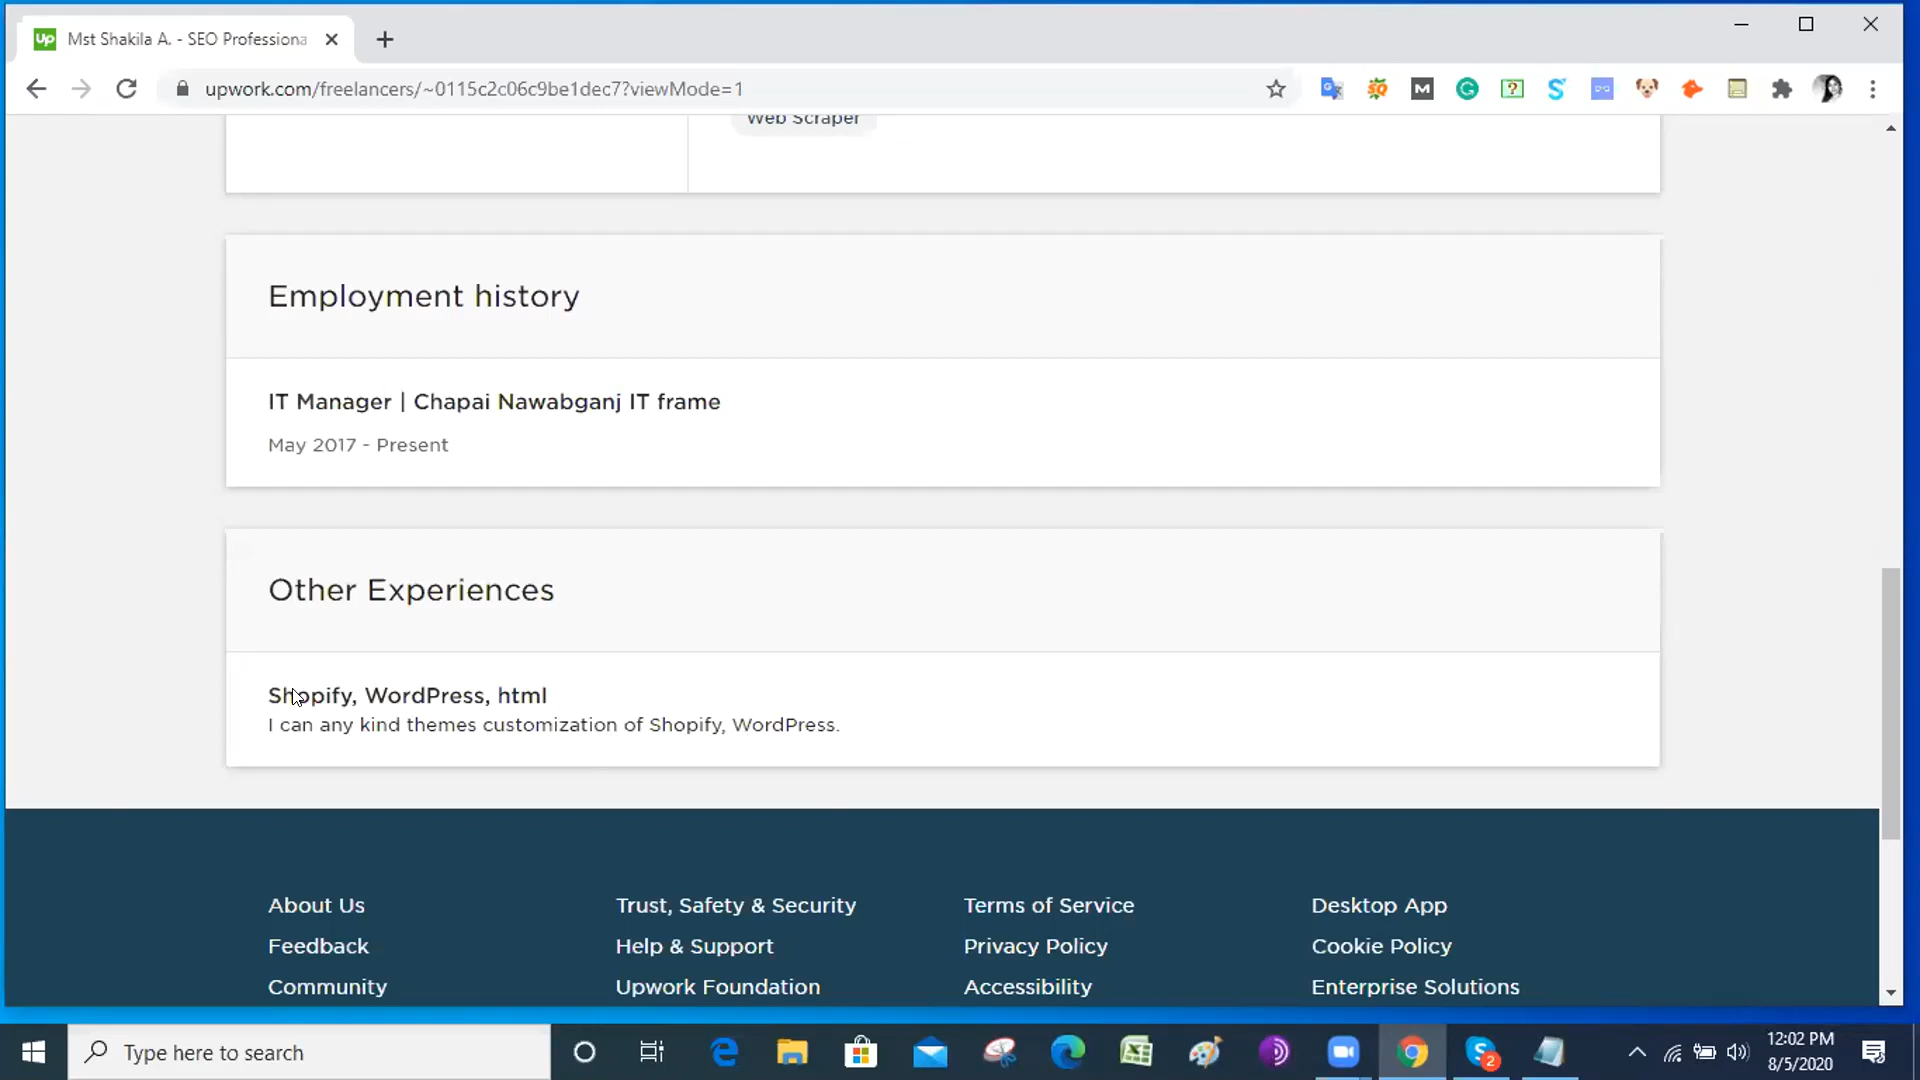 Mst Shakila A. - SEO Professiona
upwork.com/freelancers/~0115c2c06c9be1dec7?viewMode=1
Web Scraper
Employment history
IT Manager | Chapai Nawabganj IT frame
May 2017 - Present
Other Experiences
Shopify, WordPress, html
I can any kind themes customization of Shopify, WordPress.
About Us
Trust, Safety & Security
Terms of Service
Desktop App
Feedback
Help & Support
Privacy Policy
Cookie Policy
Community
Upwork Foundation
Accessibility
Enterprise Solutions
Type here to search
2
12:02 PM
8/5/2020